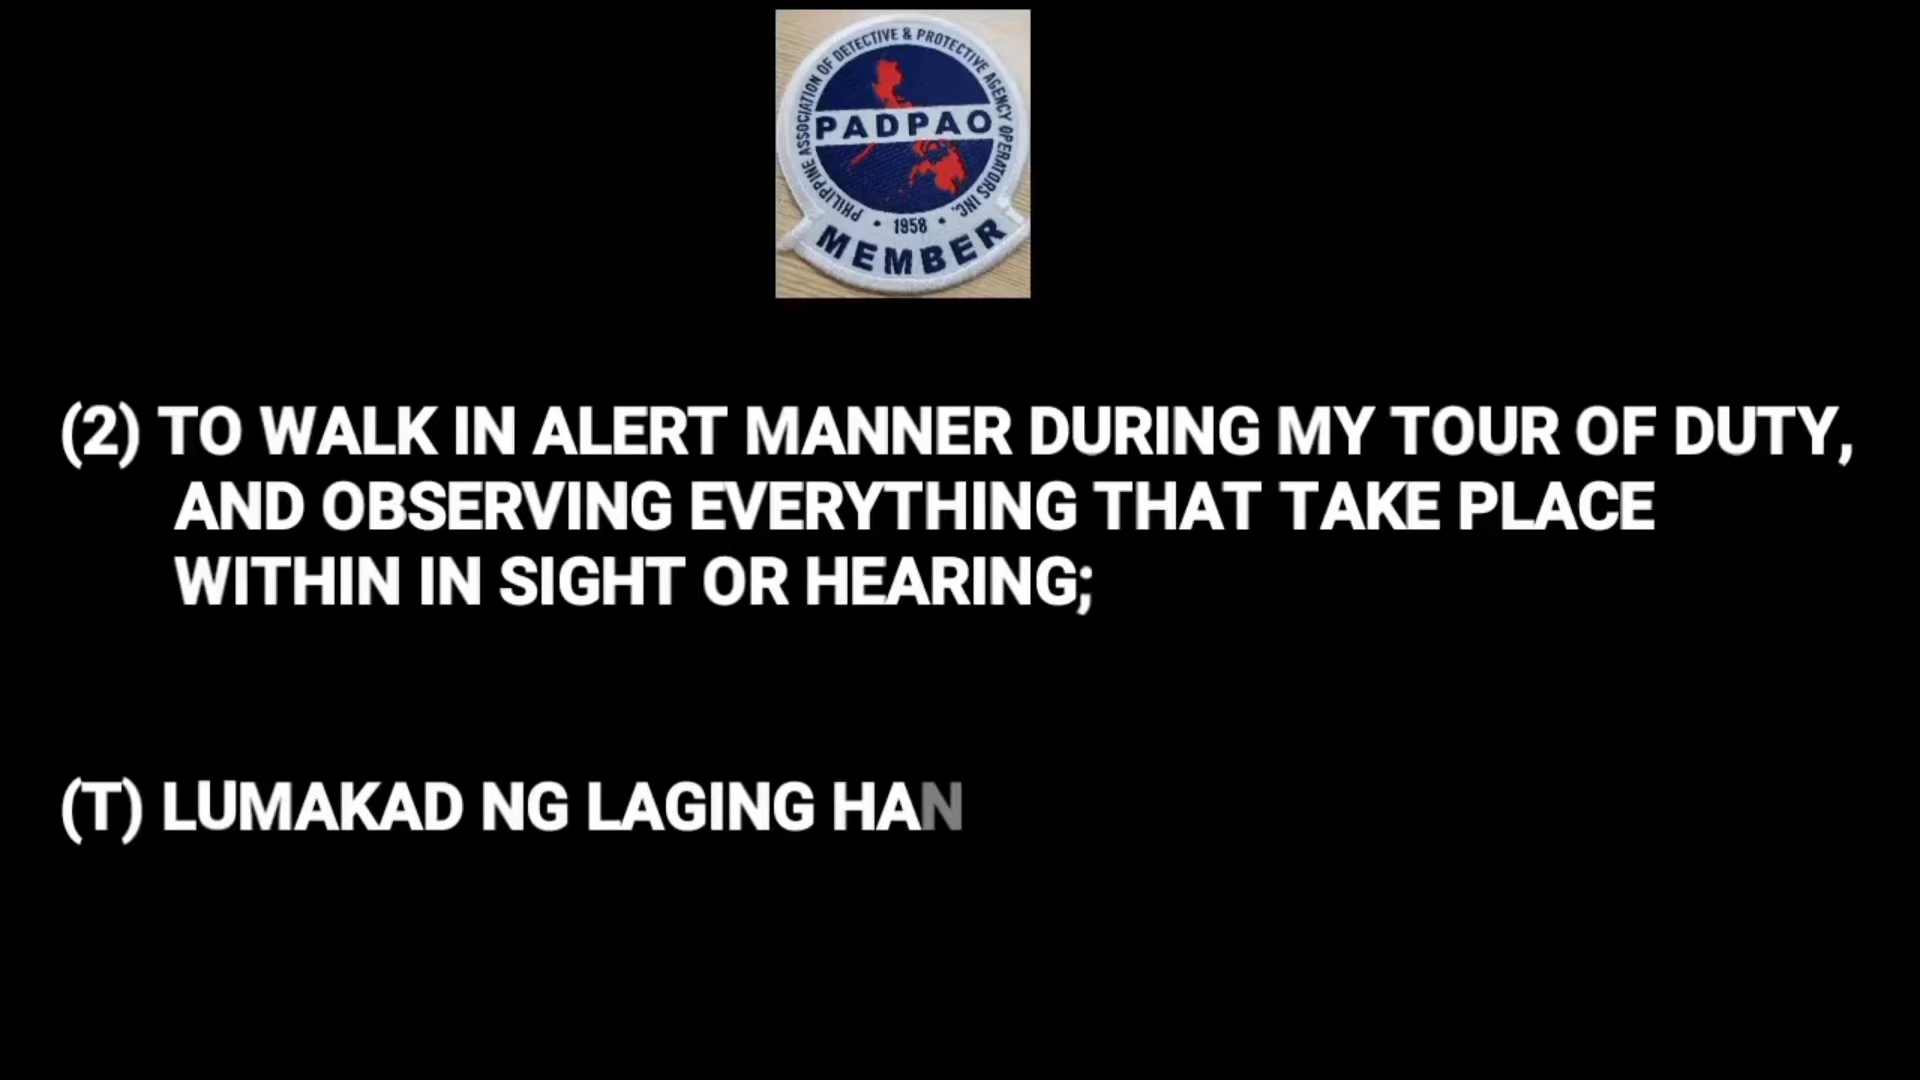 PHILIPPINE ASSOCIATION OF DETECTIVE & PROTECTIVE AGENCY OPERATORS INC.
PADPAO
• 1958 •
MEMBER
(2) TO WALK IN ALERT MANNER DURING MY TOUR OF DUTY,
AND OBSERVING EVERYTHING THAT TAKE PLACE
WITHIN IN SIGHT OR HEARING;
(T) LUMAKAD NG LAGING HAN